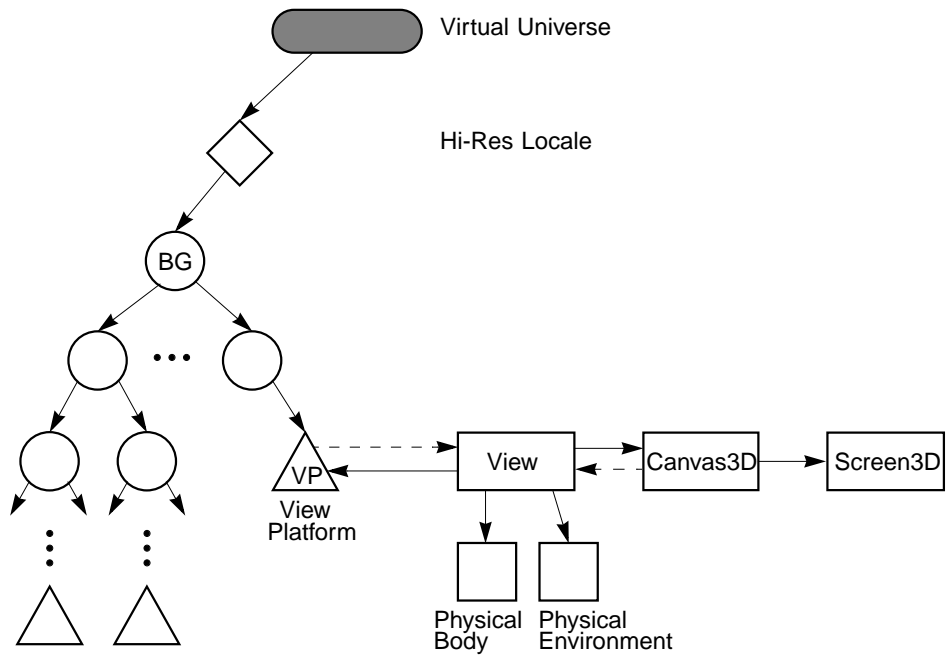 Virtual Universe
Hi-Res Locale
BG
VP
View
Platform
View
Canvas3D
Screen3D
Physical
Body
Physical
Environment